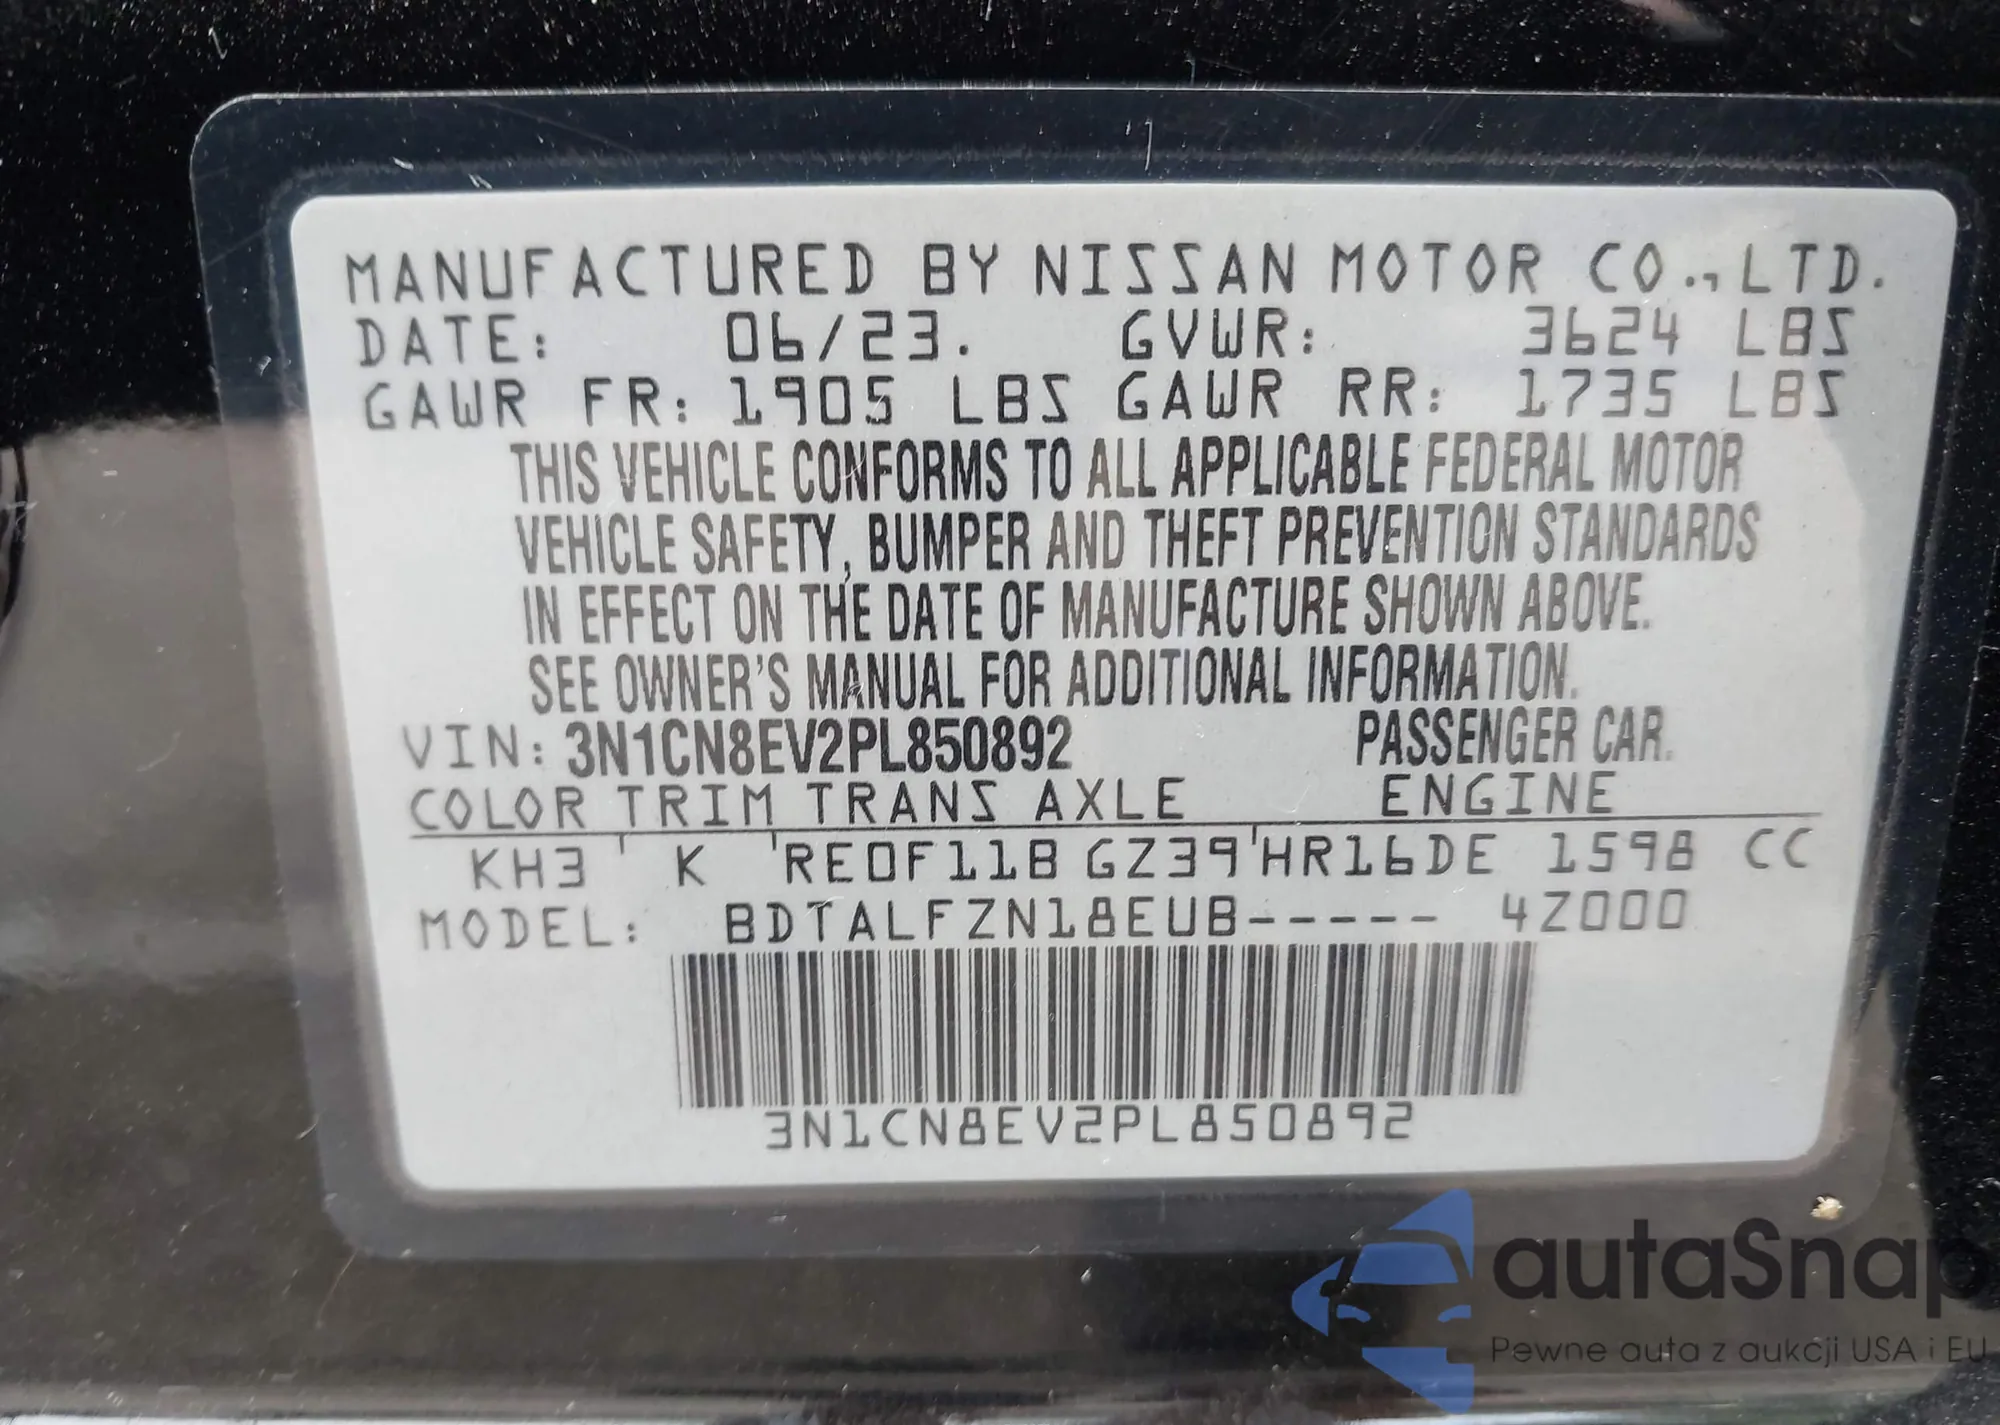 MANUFACTURED BY NISSAN MOTOR CO., LTD.
DATE: 06/23. GVWR: 3624 LBS
GAWR FR: 1905 LBS GAWR RR: 1735 LBS
THIS VEHICLE CONFORMS TO ALL APPLICABLE FEDERAL MOTOR
VEHICLE SAFETY, BUMPER AND THEFT PREVENTION STANDARDS
IN EFFECT ON THE DATE OF MANUFACTURE SHOWN ABOVE.
SEE OWNER'S MANUAL FOR ADDITIONAL INFORMATION.
VIN: 3N1CN8EV2PL850892 PASSENGER CAR.
COLOR TRIM TRANS AXLE ENGINE
KH3 ' K 'RE0F11B GZ39'HR16DE 1598 CC
MODEL: BDTALFZN18EUB----- 4Z000
3N1CN8EV2PL850892
autaSnap
Pewne auta z aukcji USA i EU